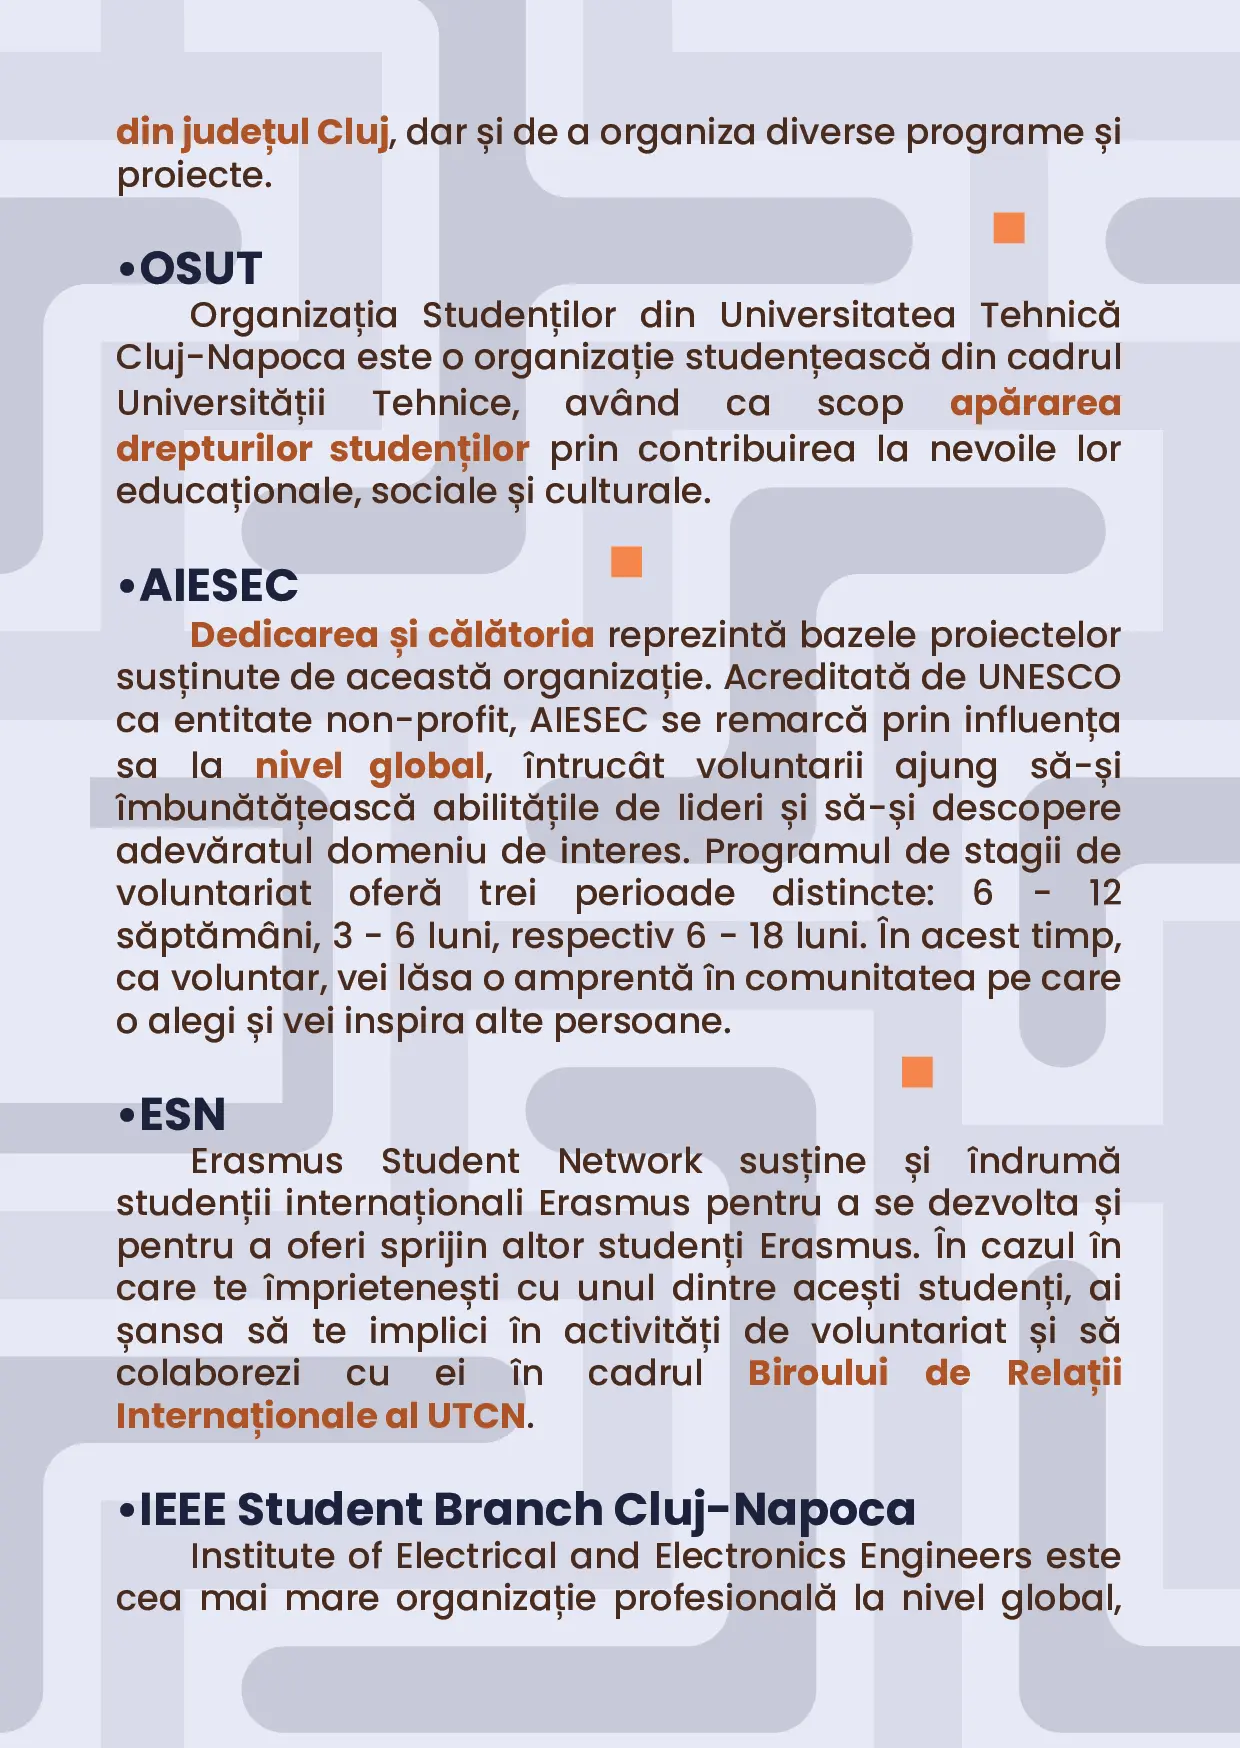 din județul Cluj, dar și de a organiza diverse programe și
proiecte.
•OSUT
Organizația Studenților din Universitatea Tehnică
Cluj-Napoca este o organizație studențească din cadrul
Universității Tehnice, având ca scop apărarea
drepturilor studenților prin contribuirea la nevoile lor
educaționale, sociale și culturale.
•AIESEC
Dedicarea și călătoria reprezintă bazele proiectelor
susținute de această organizație. Acreditată de UNESCO
ca entitate non-profit, AIESEC se remarcă prin influența
sa la nivel global, întrucât voluntarii ajung să-și
îmbunătățească abilitățile de lideri și să-și descopere
adevăratul domeniu de interes. Programul de stagii de
voluntariat oferă trei perioade distincte: 6 - 12
săptămâni, 3 - 6 luni, respectiv 6 - 18 luni. În acest timp,
ca voluntar, vei lăsa o amprentă în comunitatea pe care
o alegi și vei inspira alte persoane.
•ESN
Erasmus Student Network susține și îndrumă
studenții internaționali Erasmus pentru a se dezvolta și
pentru a oferi sprijin altor studenți Erasmus. În cazul în
care te împrietenești cu unul dintre acești studenți, ai
șansa să te implici în activități de voluntariat și să
colaborezi cu ei în cadrul Biroului de Relații
Internaționale al UTCN.
•IEEE Student Branch Cluj-Napoca
Institute of Electrical and Electronics Engineers este
cea mai mare organizație profesională la nivel global,